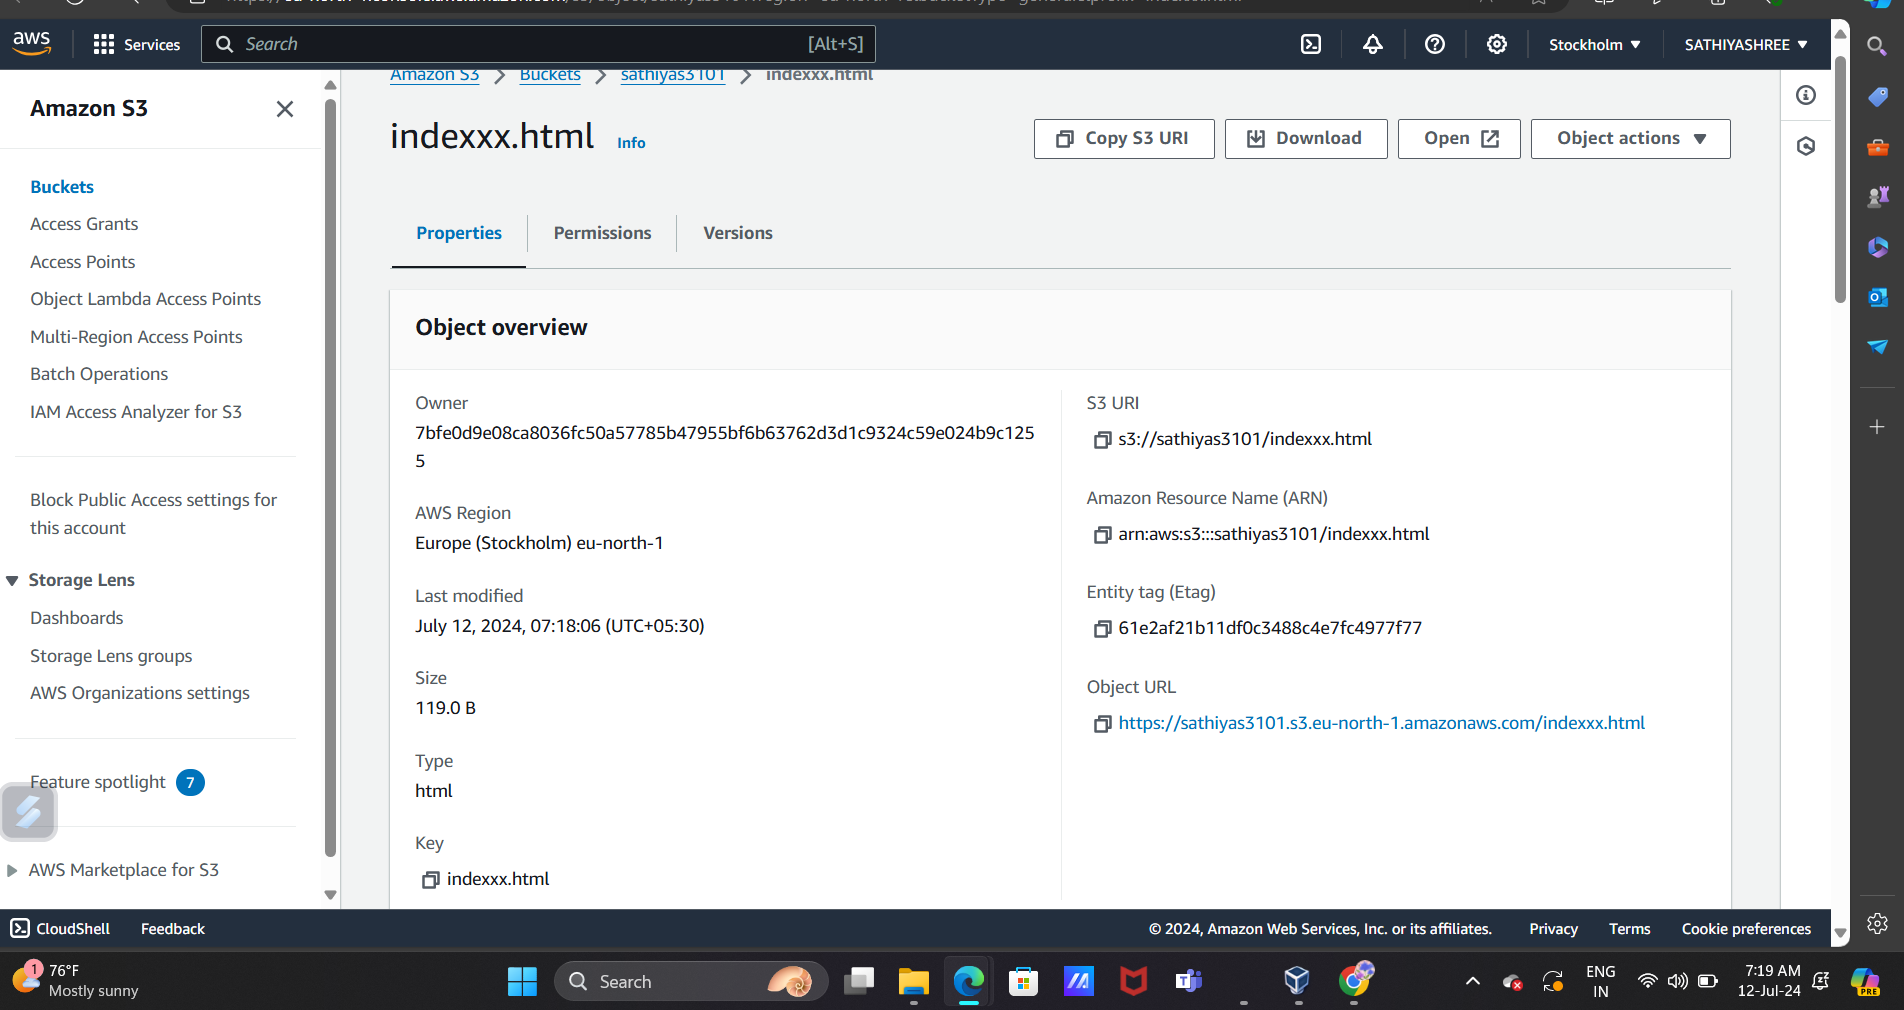 aws
Services
Search
[Alt+S]
Stockholm
SATHIYASHREE
Amazon S3
Buckets
Access Grants
Access Points
Object Lambda Access Points
Multi-Region Access Points
Batch Operations
IAM Access Analyzer for S3
Block Public Access settings for
this account
Storage Lens
Dashboards
Storage Lens groups
AWS Organizations settings
Feature spotlight 7
AWS Marketplace for S3
Amazon S3 Buckets sathiyas3101 indexxx.html
indexxx.html Info
Copy S3 URI
Download
Open
Object actions
Properties
Permissions
Versions
Object overview
Owner
7bfe0d9e08ca8036fc50a57785b47955bf6b63762d3d1c9324c59e024b9c125
5
AWS Region
Europe (Stockholm) eu-north-1
Last modified
July 12, 2024, 07:18:06 (UTC+05:30)
Size
119.0 B
Type
html
Key
indexxx.html
S3 URI
s3://sathiyas3101/indexxx.html
Amazon Resource Name (ARN)
arn:aws:s3:::sathiyas3101/indexxx.html
Entity tag (Etag)
61e2af21b11df0c3488c4e7fc4977f77
Object URL
https://sathiyas3101.s3.eu-north-1.amazonaws.com/indexxx.html
CloudShell
Feedback
© 2024, Amazon Web Services, Inc. or its affiliates.
Privacy
Terms
Cookie preferences
1
76°F
Mostly sunny
Search
ENG
IN
7:19 AM
12-Jul-24
PRE